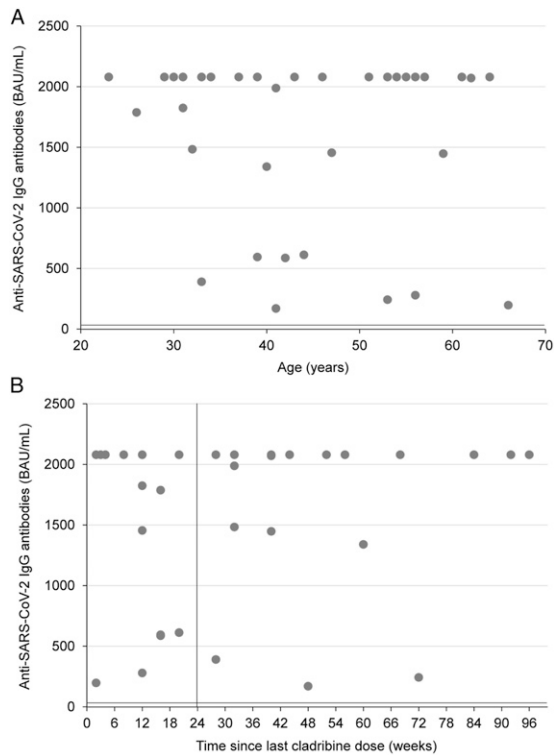 A
2500
2000
1500
1000
500
0
Anti-SARS-CoV-2 IgG antibodies (BAU/mL)
20 30 40 50 60 70
Age (years)
B
2500
2000
1500
1000
500
0
Anti-SARS-CoV-2 IgG antibodies (BAU/mL)
0 6 12 18 24 30 36 42 48 54 60 66 72 78 84 90 96
Time since last cladribine dose (weeks)